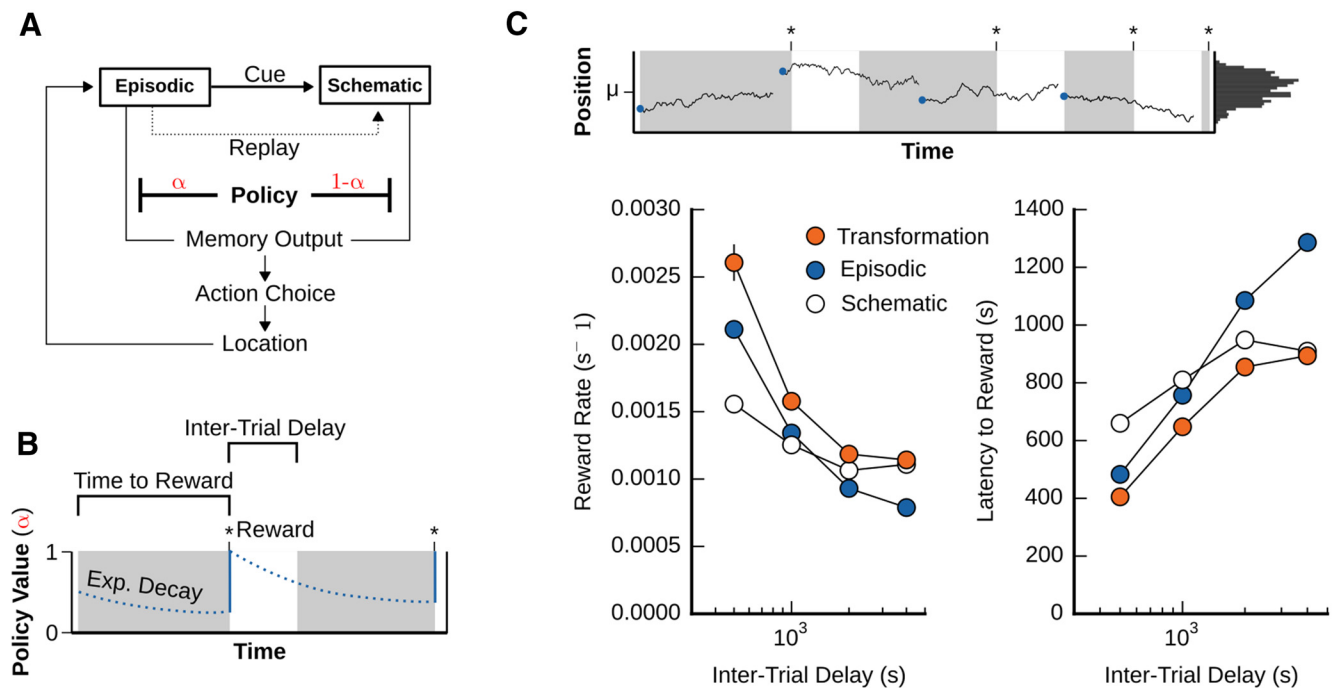 A
Episodic
Cue
Schematic
Replay
α
Policy
1-α
Memory Output
Action Choice
Location
B
Inter-Trial Delay
Time to Reward
* Reward
*
Policy Value (α)
1
0
Exp. Decay
Time
C
* * * *
Position
μ
Time
Reward Rate (s⁻ 1)
0.0030
0.0025
0.0020
0.0015
0.0010
0.0005
0.0000
10³
Inter-Trial Delay (s)
Transformation
Episodic
Schematic
Latency to Reward (s)
1400
1200
1000
800
600
400
200
0
10³
Inter-Trial Delay (s)